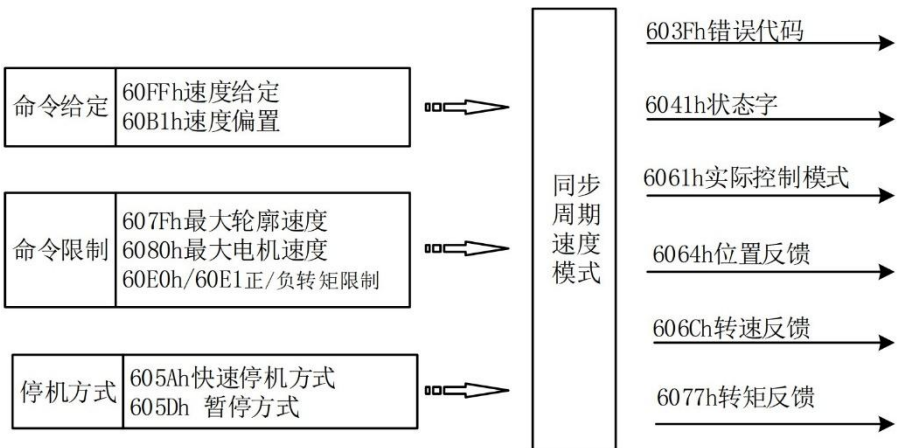 命令给定
60FFh速度给定
60B1h速度偏置
命令限制
607Fh最大轮廓速度
6080h最大电机速度
60E0h/60E1正/负转矩限制
停机方式
605Ah快速停机方式
605Dh 暂停方式
同步
周期
速度
模式
603Fh错误代码
6041h状态字
6061h实际控制模式
6064h位置反馈
606Ch转速反馈
6077h转矩反馈